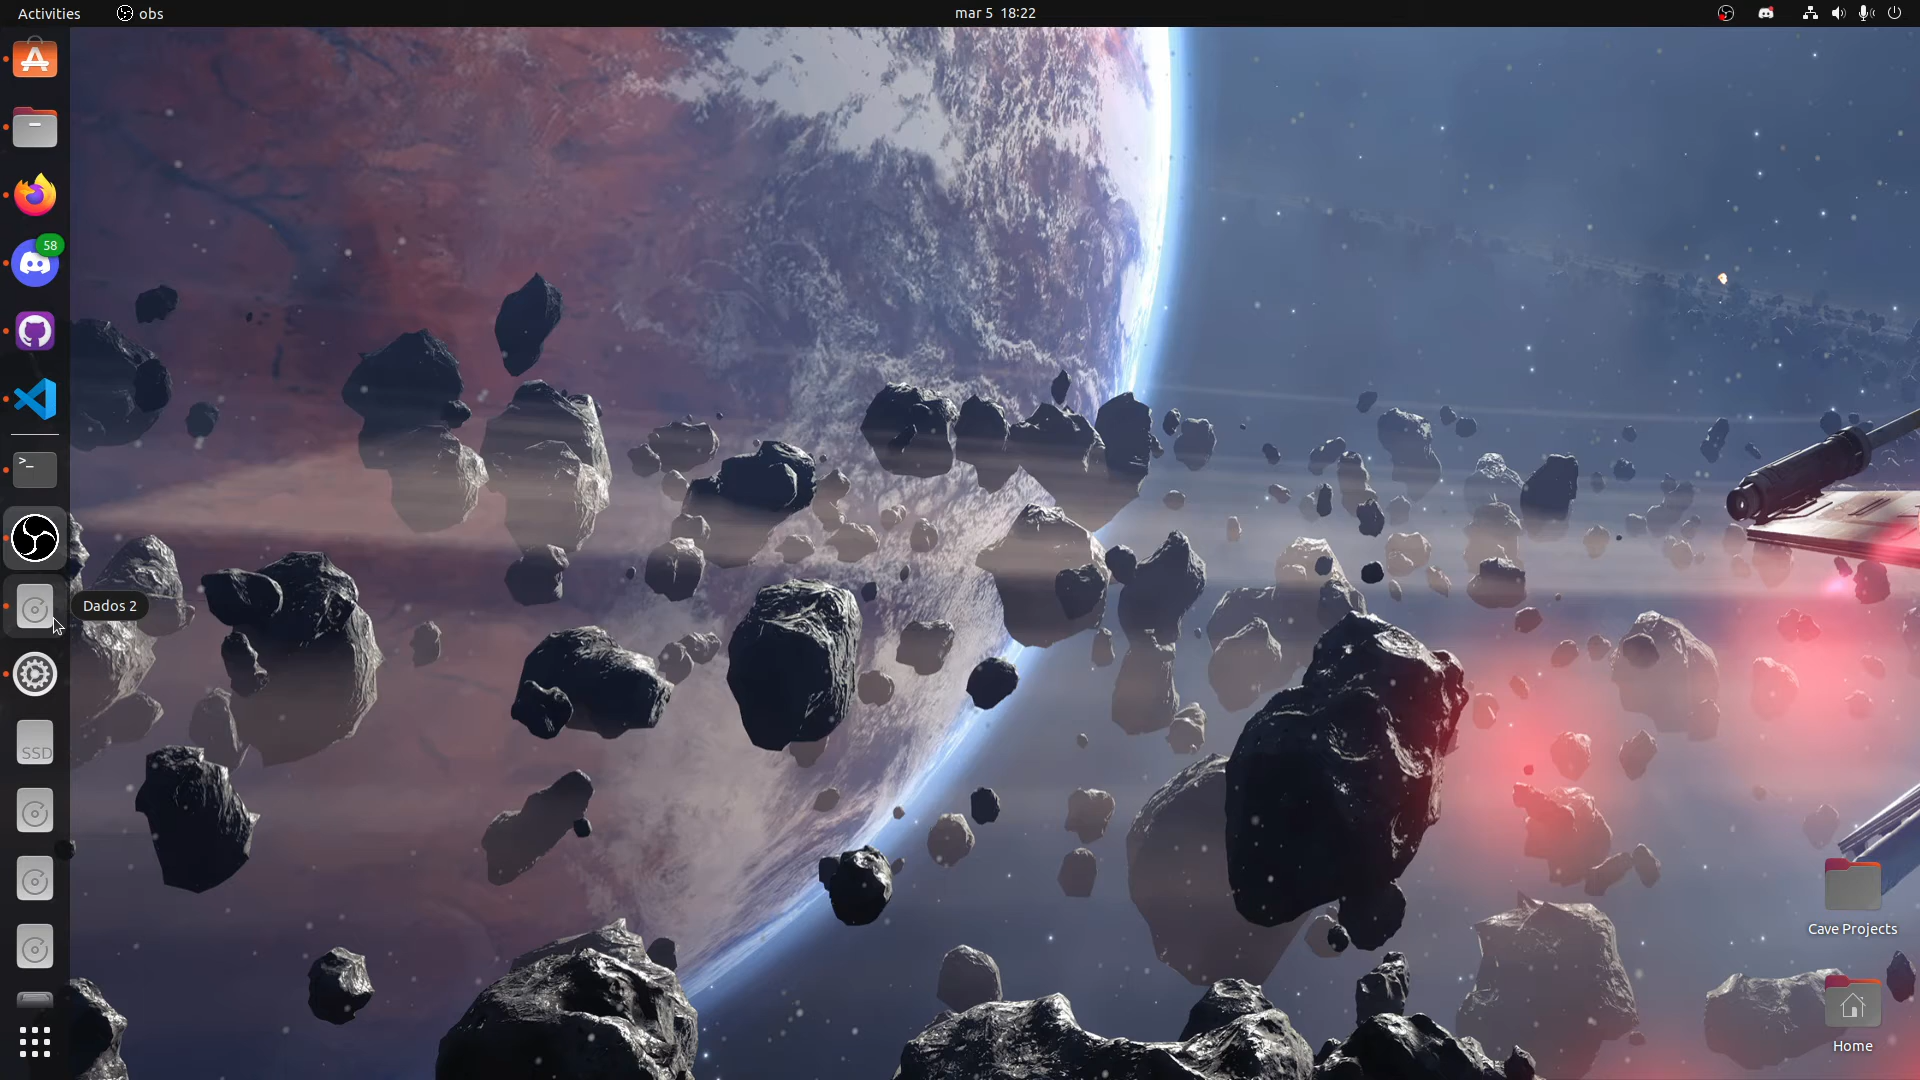 Activities
obs
mar 5 18:22
58
>_
Dados 2
SSD
Cave Projects
Home